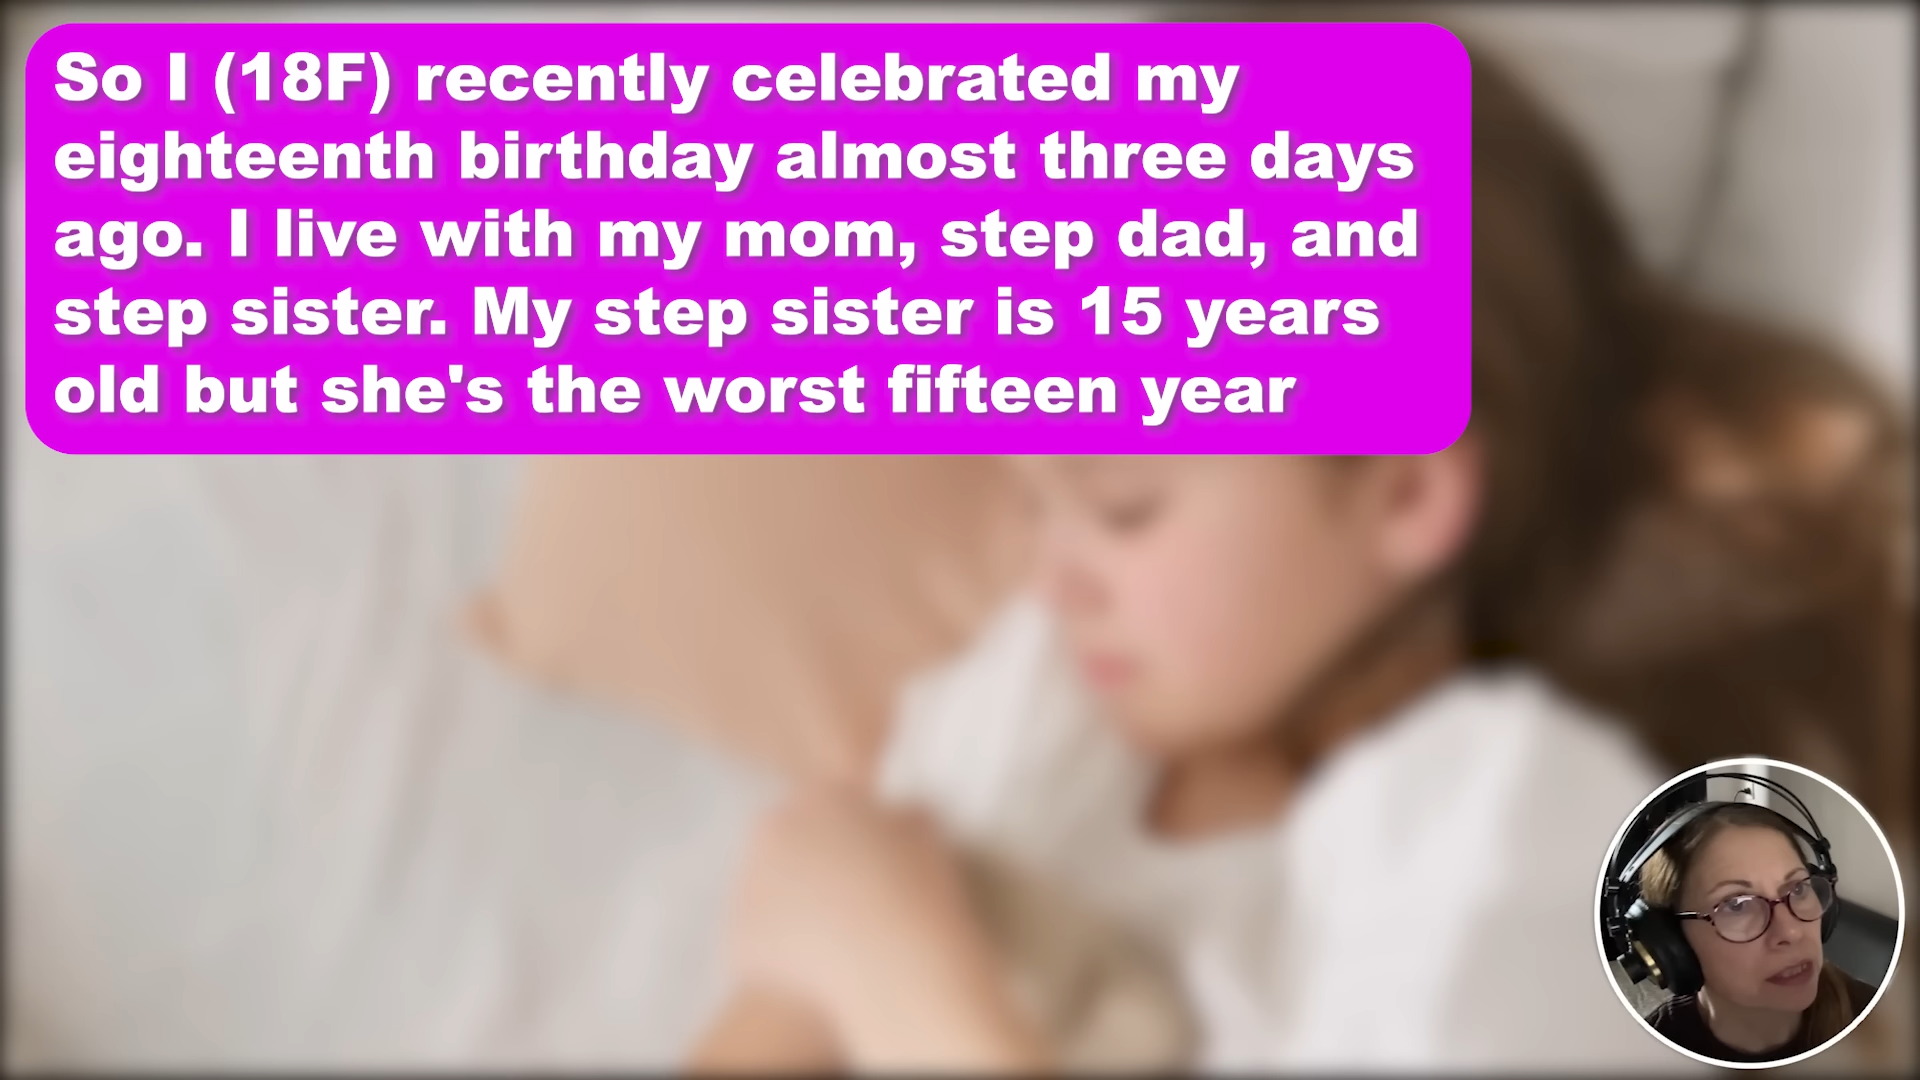 So I (18F) recently celebrated my
eighteenth birthday almost three days
ago. I live with my mom, step dad, and
step sister. My step sister is 15 years
old but she's the worst fifteen year